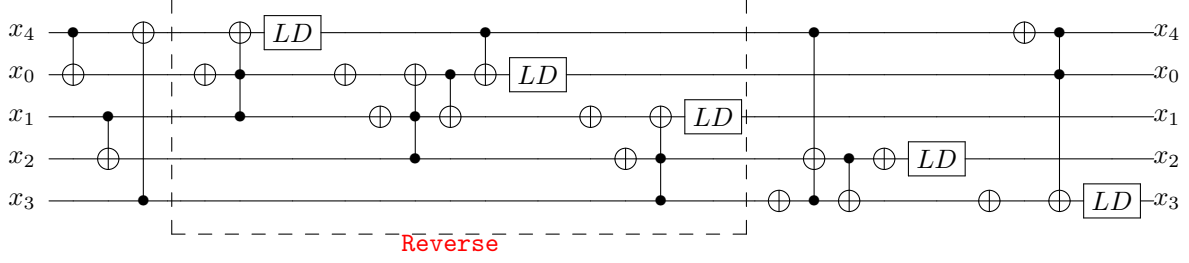 x₄ LD x₄
x₀ LD x₀
x₁ LD x₁
x₂ LD x₂
x₃ LD x₃
Reverse